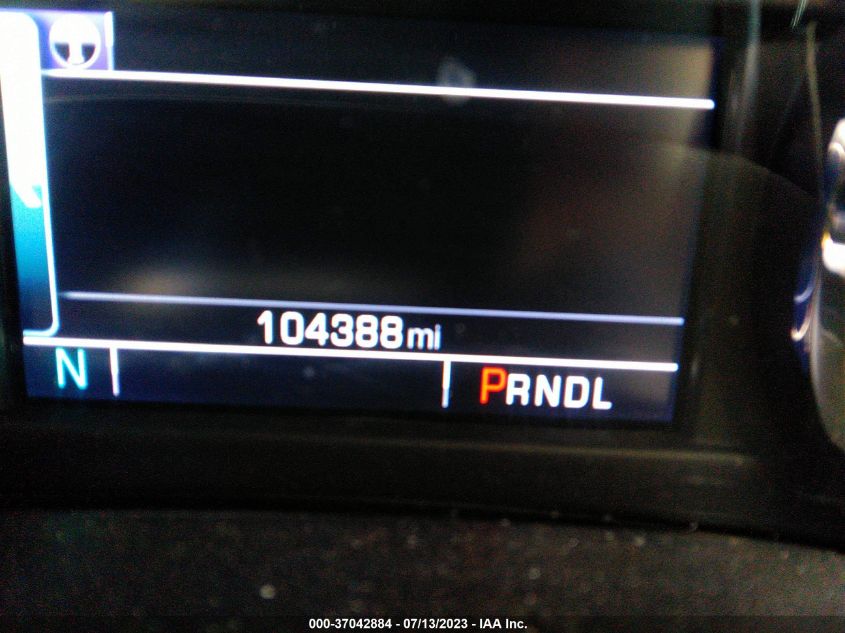 104388mi
N
PRNDL
000-37042884 - 07/13/2023 - IAA Inc.